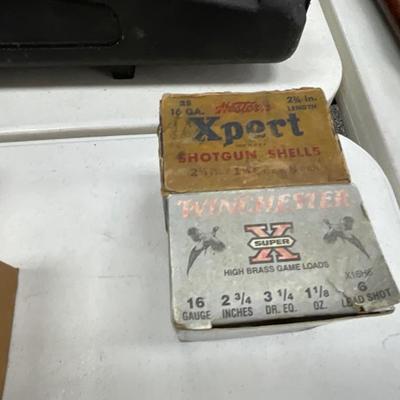 25 2¾ in.
16 GA. Western LENGTH
Xpert
SHOTGUN SHELLS
WINCHESTER
SUPER X
HIGH BRASS GAME LOADS X16H6
16 2 3/4 3 1/4 1 1/8 6
GAUGE INCHES DR. EQ. OZ. LEAD SHOT